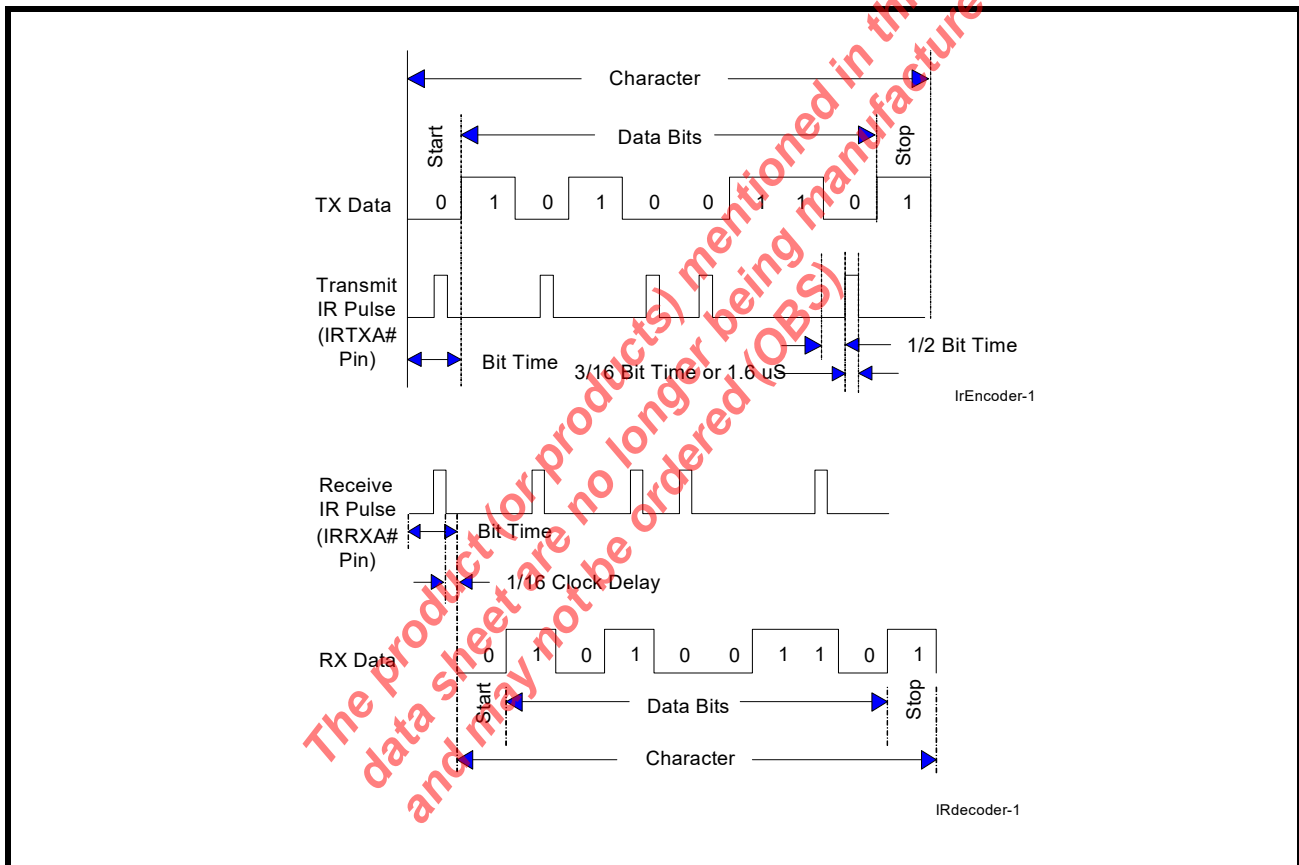 Character
Start
Data Bits
Stop
TX Data
0 1 0 1 0 0 1 1 0 1
Transmit
IR Pulse
(IRTXA#
Pin)
Bit Time
1/2 Bit Time
3/16 Bit Time or 1.6 uS
IrEncoder-1
Receive
IR Pulse
(IRRXA#
Pin)
Bit Time
1/16 Clock Delay
RX Data
0 1 0 1 0 0 1 1 0 1
Start
Data Bits
Stop
Character
IRdecoder-1
The product (or products) mentioned in
data sheet are no longer being
and may not be ordered (OBS)